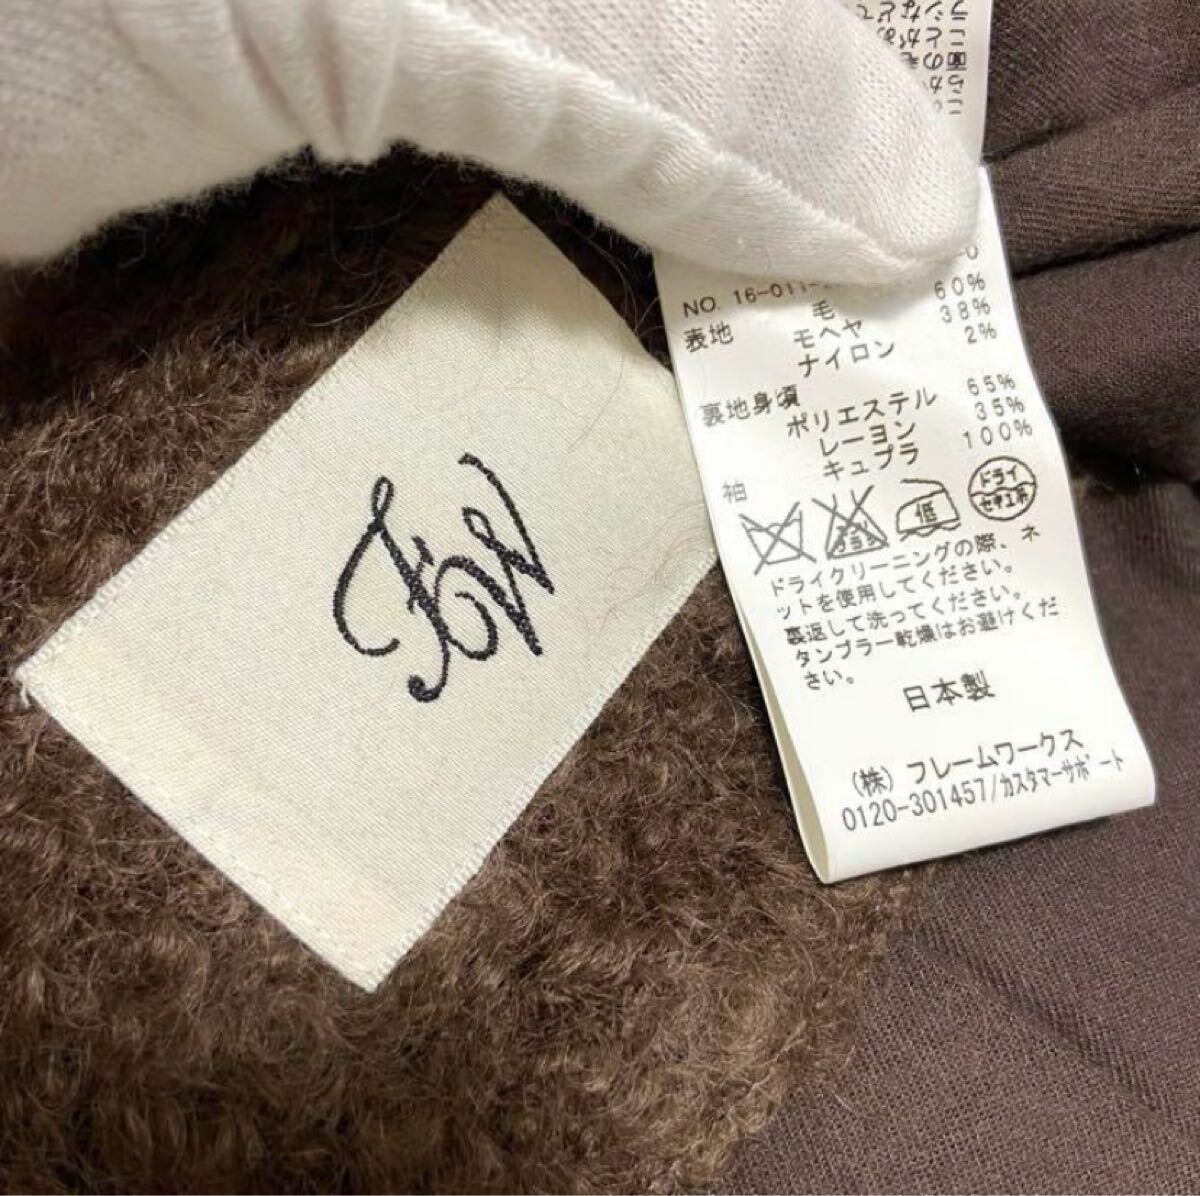 FW
NO. 16-011-
表地 毛 60%
モヘヤ 38%
ナイロン 2%
裏地身頃
ポリエステル 65%
レーヨン 35%
袖 キュプラ 100%
低
ドライ
セキユ系
ドライクリーニングの際、ネ
ットを使用してください。
裏返して洗ってください。
タンブラー乾燥はお避けくだ
さい。
日本製
(株) フレームワークス
0120-301457/カスタマーサポート